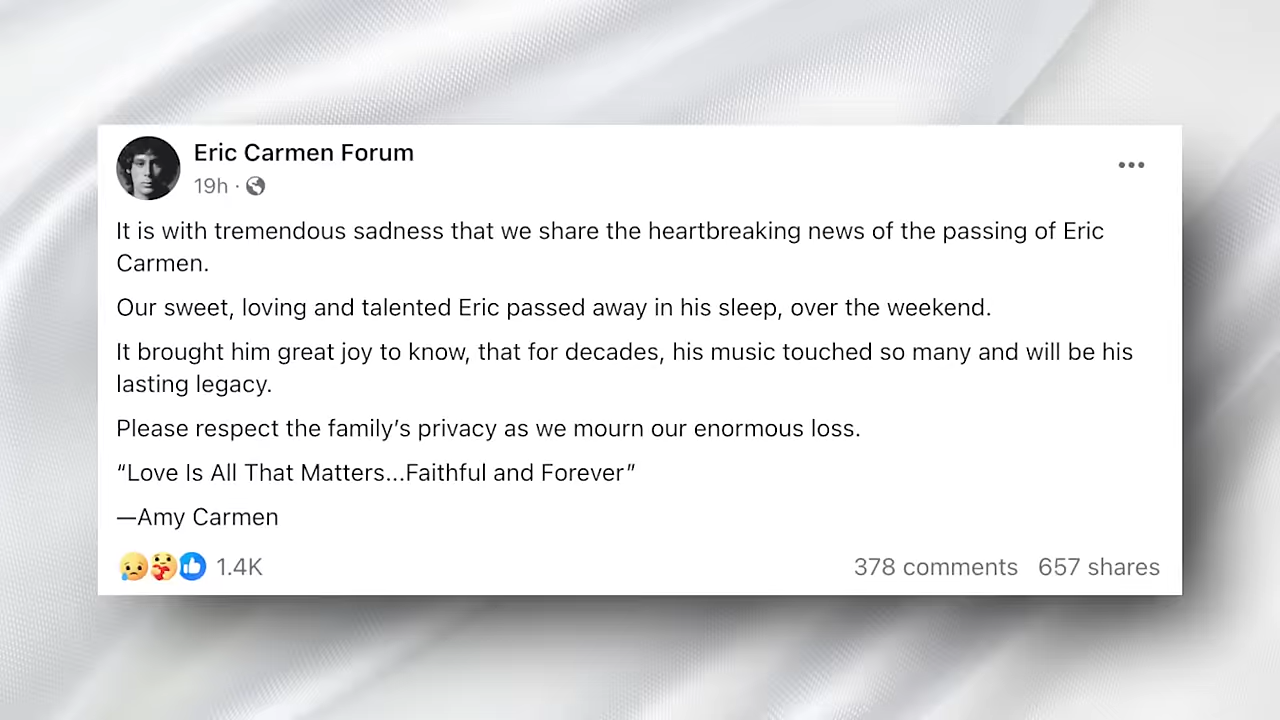 Eric Carmen Forum
19h ·
It is with tremendous sadness that we share the heartbreaking news of the passing of Eric
Carmen.
Our sweet, loving and talented Eric passed away in his sleep, over the weekend.
It brought him great joy to know, that for decades, his music touched so many and will be his
lasting legacy.
Please respect the family’s privacy as we mourn our enormous loss.
“Love Is All That Matters...Faithful and Forever”
—Amy Carmen
1.4K 378 comments 657 shares